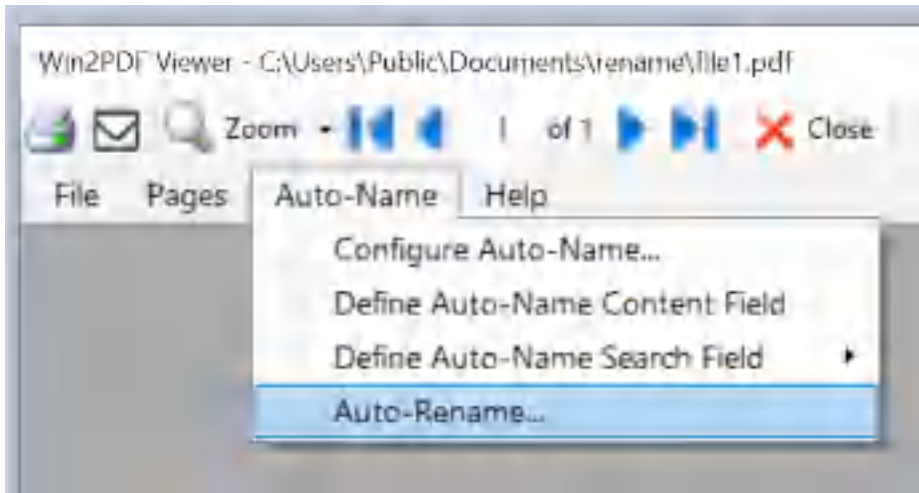 Win2PDF Viewer - C:\Users\Public\Documents\rename\file1.pdf
Zoom 1 of 1 Close
File Pages Auto-Name Help
Configure Auto-Name...
Define Auto-Name Content Field
Define Auto-Name Search Field
Auto-Rename...